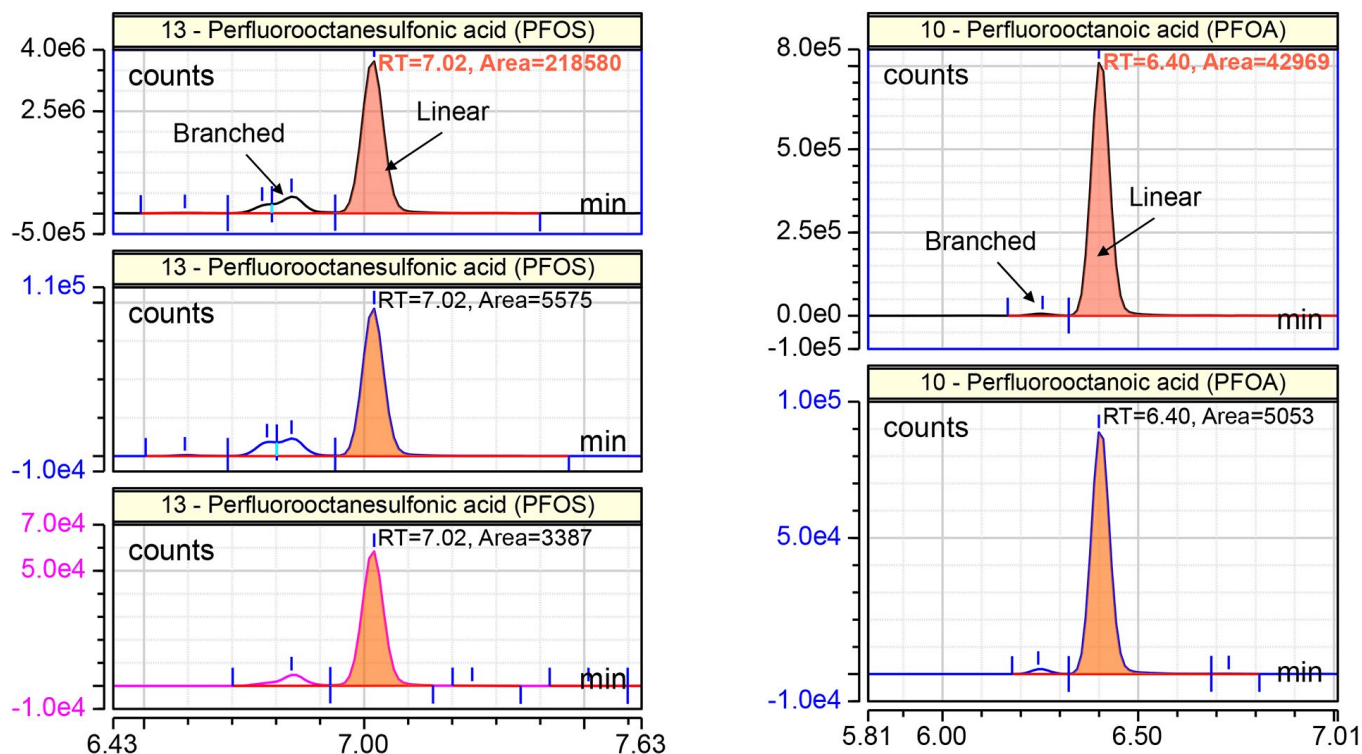 13 - Perfluorooctanesulfonic acid (PFOS)
4.0e6
counts
RT=7.02, Area=218580
2.5e6
Branched
Linear
min
-5.0e5
13 - Perfluorooctanesulfonic acid (PFOS)
1.1e5
counts
RT=7.02, Area=5575
min
-1.0e4
13 - Perfluorooctanesulfonic acid (PFOS)
7.0e4
counts
RT=7.02, Area=3387
5.0e4
min
-1.0e4
6.43 7.00 7.63
10 - Perfluorooctanoic acid (PFOA)
8.0e5
counts
RT=6.40, Area=42969
5.0e5
Linear
2.5e5
Branched
0.0e0
min
-1.0e5
10 - Perfluorooctanoic acid (PFOA)
1.0e5
counts
RT=6.40, Area=5053
5.0e4
min
-1.0e4
5.81 6.00 6.50 7.01